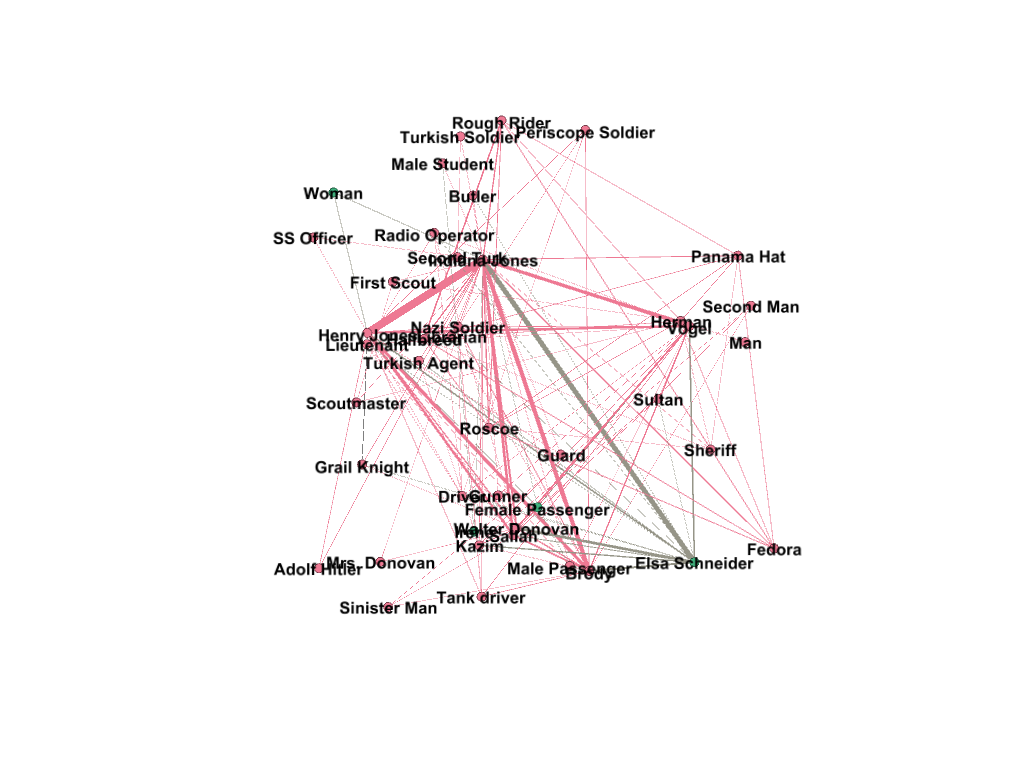 Rough Rider
Periscope Soldier
Turkish Soldier
Male Student
Woman
Butler
Radio Operator
SS Officer
Second Turk
Indiana Jones
Panama Hat
First Scout
Second Man
Herman
Nazi Soldier
Vogel
Henry Jones
Halfbreed
Librarian
Man
Lieutenant
Turkish Agent
Sultan
Scoutmaster
Roscoe
Sheriff
Guard
Grail Knight
Driver
Gunner
Female Passenger
Walter Donovan
Sallah
Kazim
Fedora
Mrs. Donovan
Elsa Schneider
Adolf Hitler
Male Passenger
Brody
Tank driver
Sinister Man